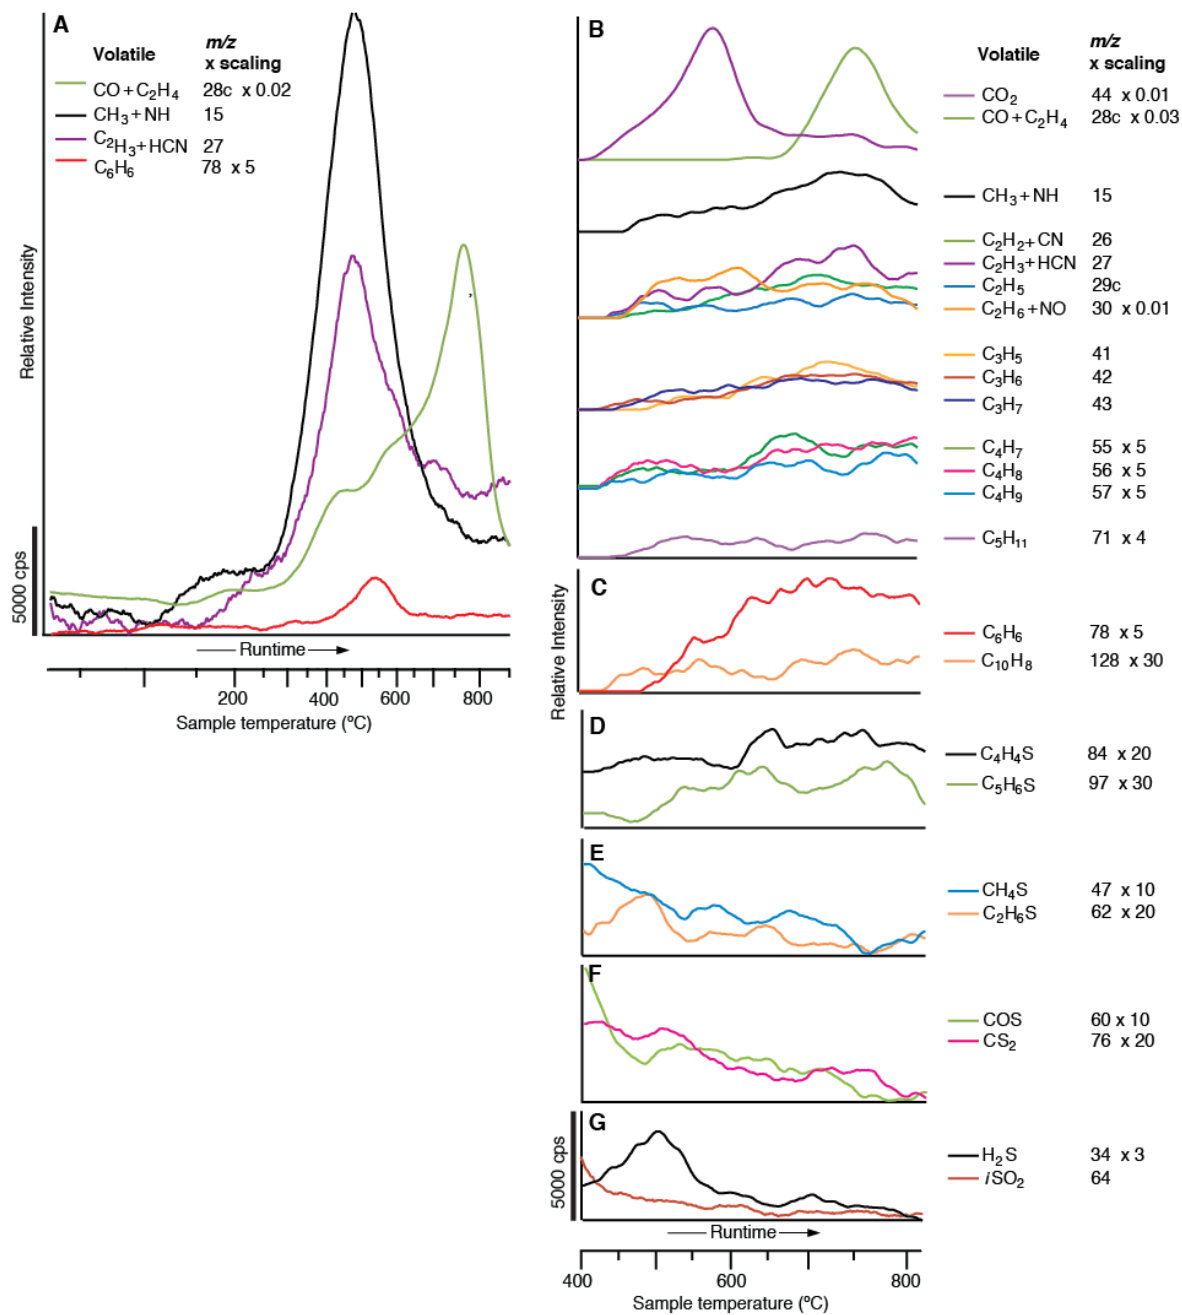 A
Volatile
m/z
x scaling
CO + C2H4 28c x 0.02
CH3 + NH 15
C2H3 + HCN 27
C6H6 78 x 5
Relative Intensity
5000 cps
Runtime
200 400 600 800
Sample temperature (ºC)
B
Volatile
m/z
x scaling
CO2 44 x 0.01
CO + C2H4 28c x 0.03
CH3 + NH 15
C2H2 + CN 26
C2H3 + HCN 27
C2H5 29c
C2H6 + NO 30 x 0.01
C3H5 41
C3H6 42
C3H7 43
C4H7 55 x 5
C4H8 56 x 5
C4H9 57 x 5
C5H11 71 x 4
Relative Intensity
C
C6H6 78 x 5
C10H8 128 x 30
D
C4H4S 84 x 20
C5H6S 97 x 30
E
CH4S 47 x 10
C2H6S 62 x 20
F
COS 60 x 10
CS2 76 x 20
G
5000 cps
H2S 34 x 3
iSO2 64
Runtime
400 600 800
Sample temperature (ºC)